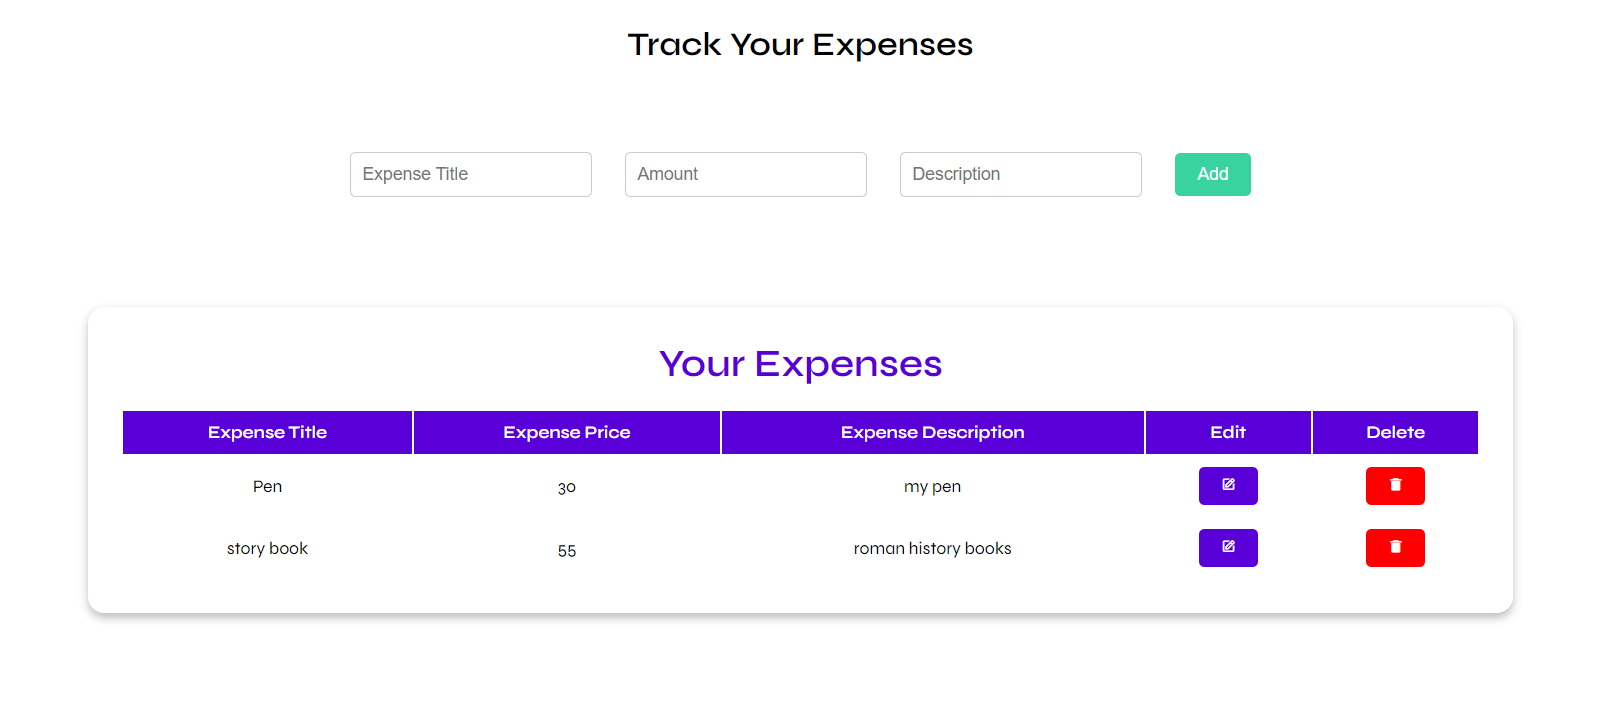 Track Your Expenses
Expense Title Amount Description Add
Your Expenses
Expense Title Expense Price Expense Description Edit Delete
Pen 30 my pen
story book 55 roman history books